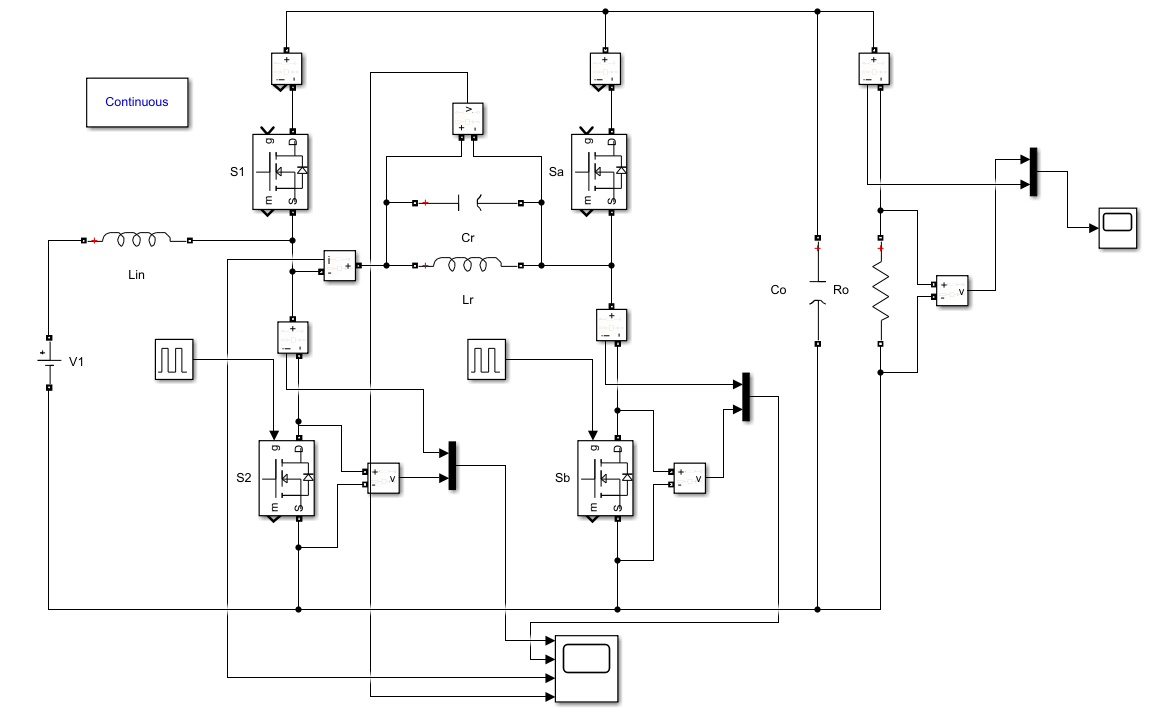 Continuous
S1
Sa
g
D
m
S
g
D
m
S
v
+
-
Cr
Lin
i
+
-
Lr
Co
Ro
+
-
v
V1
+
S2
g
D
m
S
+
-
v
Sb
g
D
m
S
+
-
v